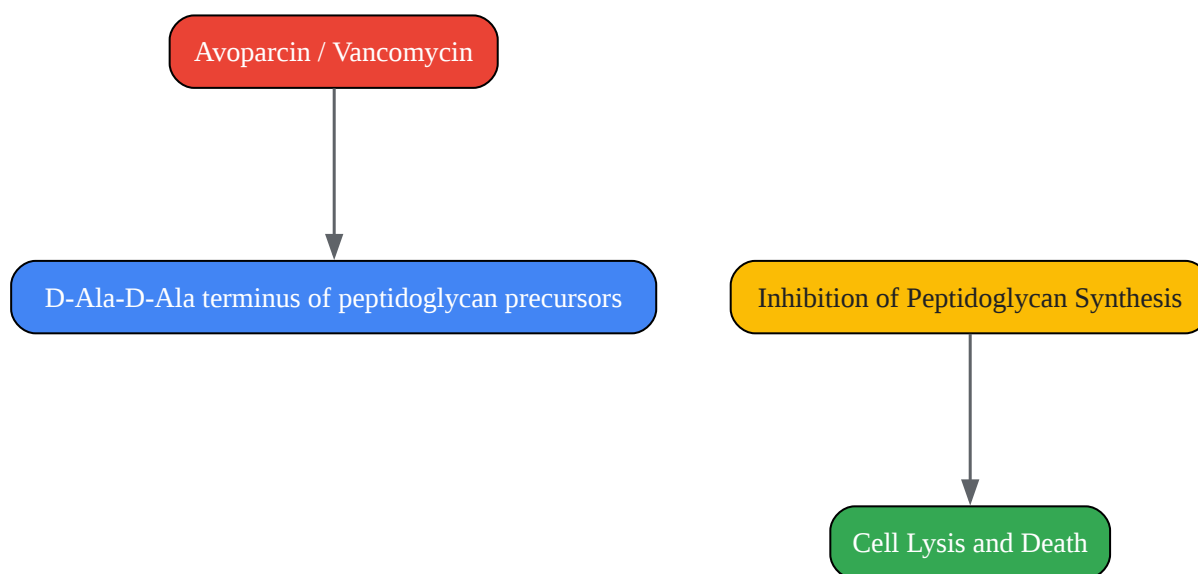 Avoparcin / Vancomycin
D-Ala-D-Ala terminus of peptidoglycan precursors
Inhibition of Peptidoglycan Synthesis
Cell Lysis and Death